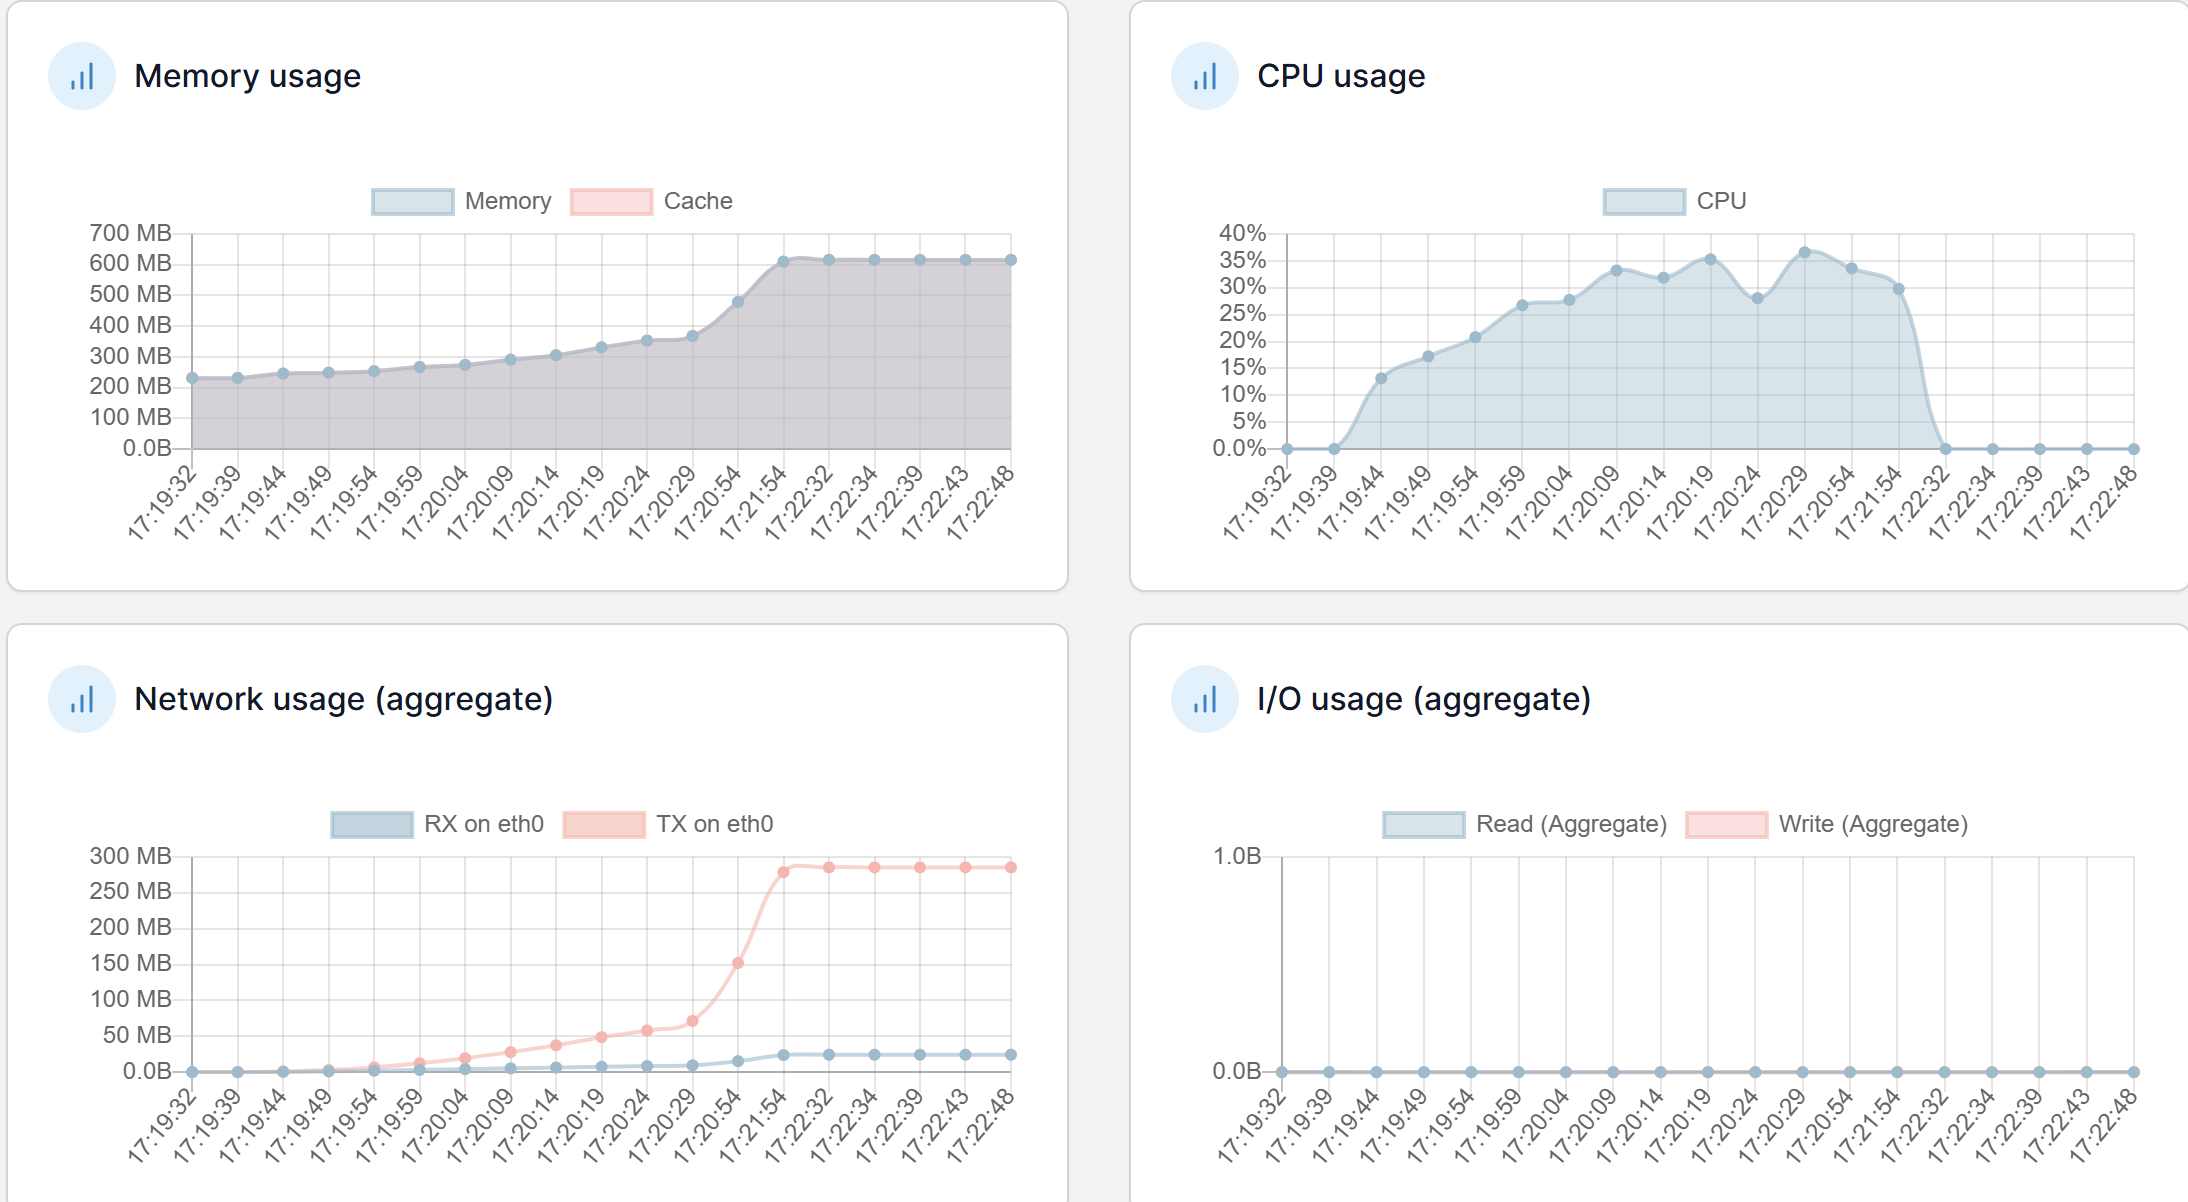 Memory usage
Memory Cache
700 MB
600 MB
500 MB
400 MB
300 MB
200 MB
100 MB
0.0B
17:19:32 17:19:39 17:19:44 17:19:49 17:19:54 17:19:59 17:20:04 17:20:09 17:20:14 17:20:19 17:20:24 17:20:29 17:20:54 17:21:54 17:22:32 17:22:34 17:22:39 17:22:43 17:22:48
CPU usage
CPU
40%
35%
30%
25%
20%
15%
10%
5%
0.0%
17:19:32 17:19:39 17:19:44 17:19:49 17:19:54 17:19:59 17:20:04 17:20:09 17:20:14 17:20:19 17:20:24 17:20:29 17:20:54 17:21:54 17:22:32 17:22:34 17:22:39 17:22:43 17:22:48
Network usage (aggregate)
RX on eth0 TX on eth0
300 MB
250 MB
200 MB
150 MB
100 MB
50 MB
0.0B
17:19:32 17:19:39 17:19:44 17:19:49 17:19:54 17:19:59 17:20:04 17:20:09 17:20:14 17:20:19 17:20:24 17:20:29 17:20:54 17:21:54 17:22:32 17:22:34 17:22:39 17:22:43 17:22:48
I/O usage (aggregate)
Read (Aggregate) Write (Aggregate)
1.0B
0.0B
17:19:32 17:19:39 17:19:44 17:19:49 17:19:54 17:19:59 17:20:04 17:20:09 17:20:14 17:20:19 17:20:24 17:20:29 17:20:54 17:21:54 17:22:32 17:22:34 17:22:39 17:22:43 17:22:48